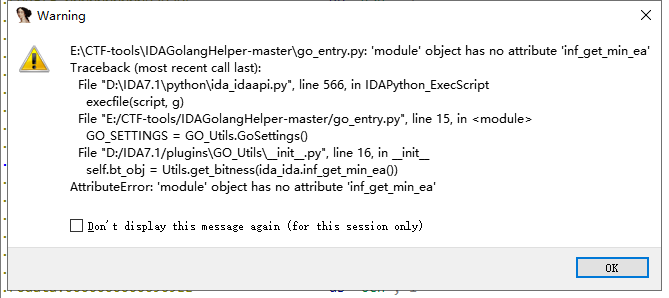 Warning
E:\CTF-tools\IDAGolangHelper-master\go_entry.py: 'module' object has no attribute 'inf_get_min_ea'
Traceback (most recent call last):
File "D:\IDA7.1\python\ida_idaapi.py", line 566, in IDAPython_ExecScript
execfile(script, g)
File "E:/CTF-tools/IDAGolangHelper-master/go_entry.py", line 15, in <module>
GO_SETTINGS = GO_Utils.GoSettings()
File "D:/IDA7.1/plugins\GO_Utils\__init__.py", line 16, in __init__
self.bt_obj = Utils.get_bitness(ida_ida.inf_get_min_ea())
AttributeError: 'module' object has no attribute 'inf_get_min_ea'
Don't display this message again (for this session only)
OK